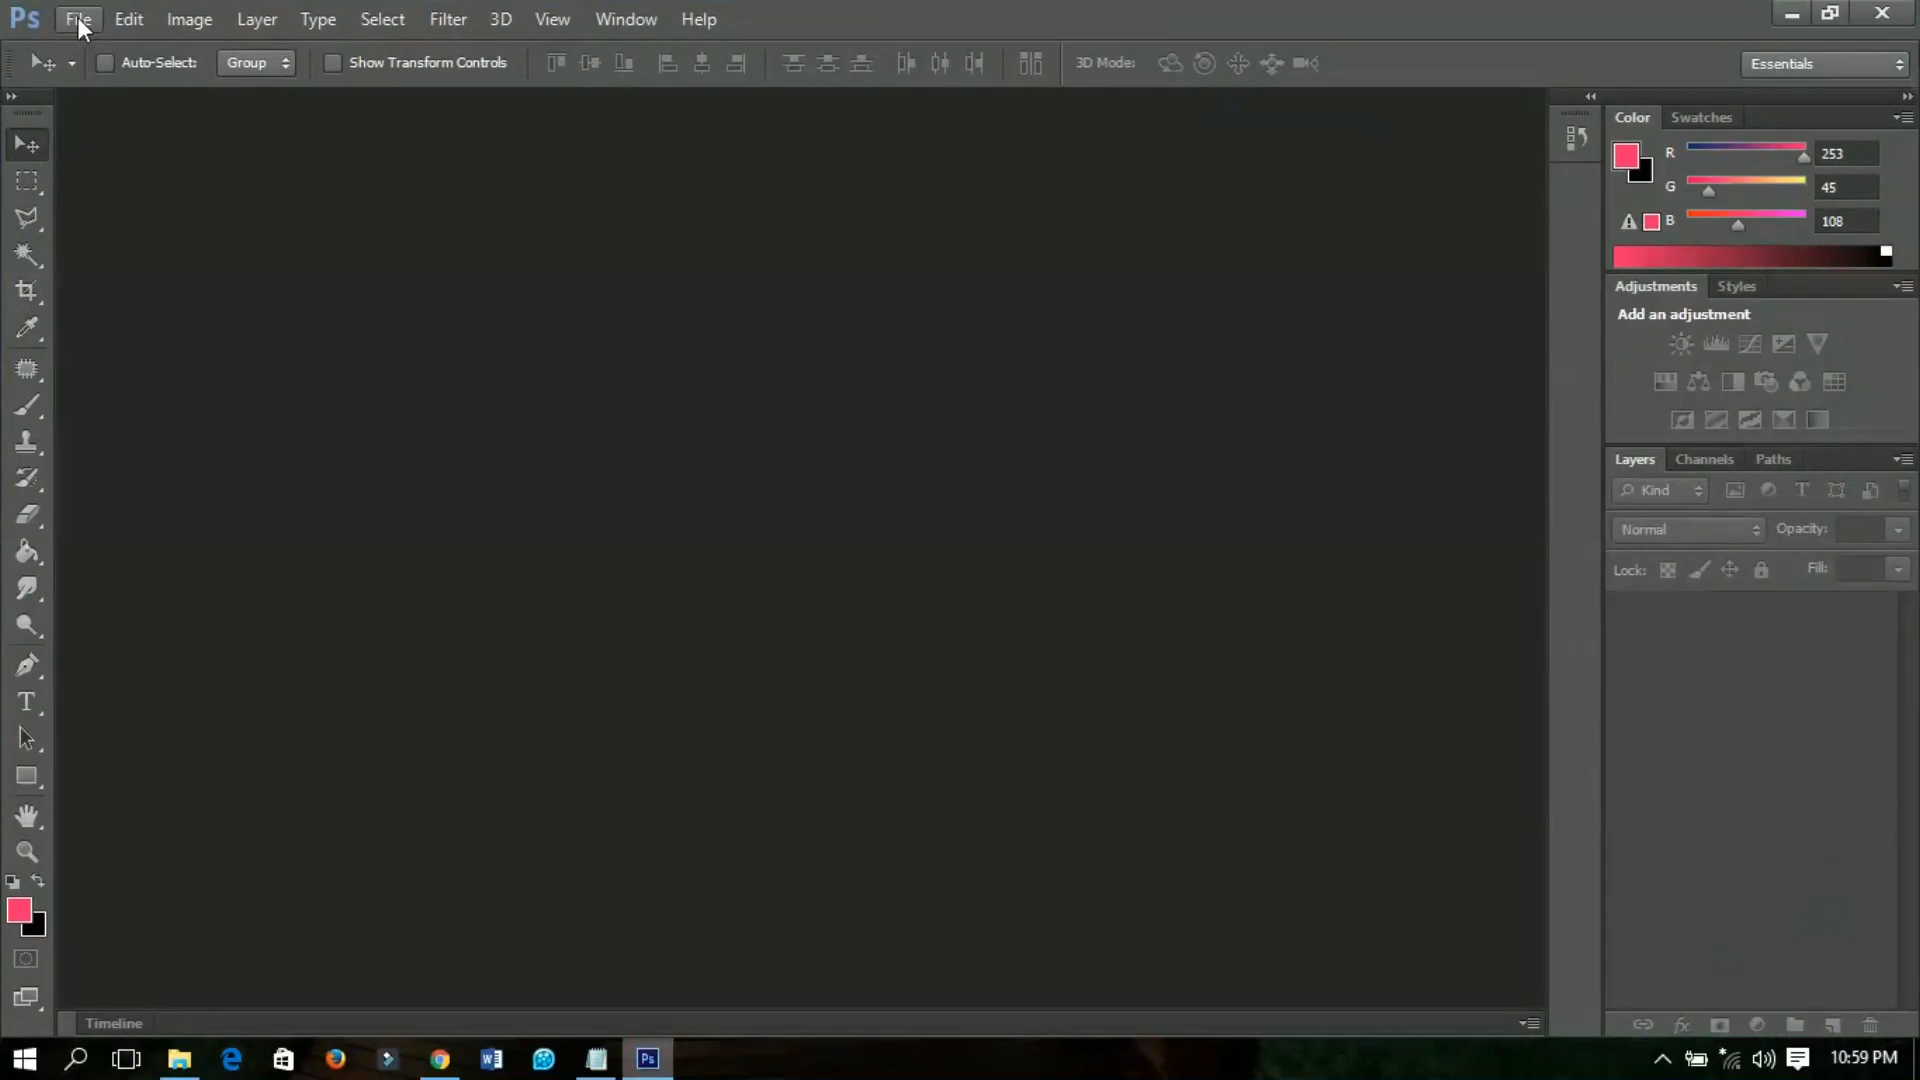 Ps File Edit Image Layer Type Select Filter 3D View Window Help
Auto-Select: Group Show Transform Controls 3D Mode: Essentials
Color Swatches
R 253
G 45
B 108
Adjustments Styles
Add an adjustment
Layers Channels Paths
Kind
Normal Opacity:
Lock: Fill:
Timeline
Ps 10:59 PM